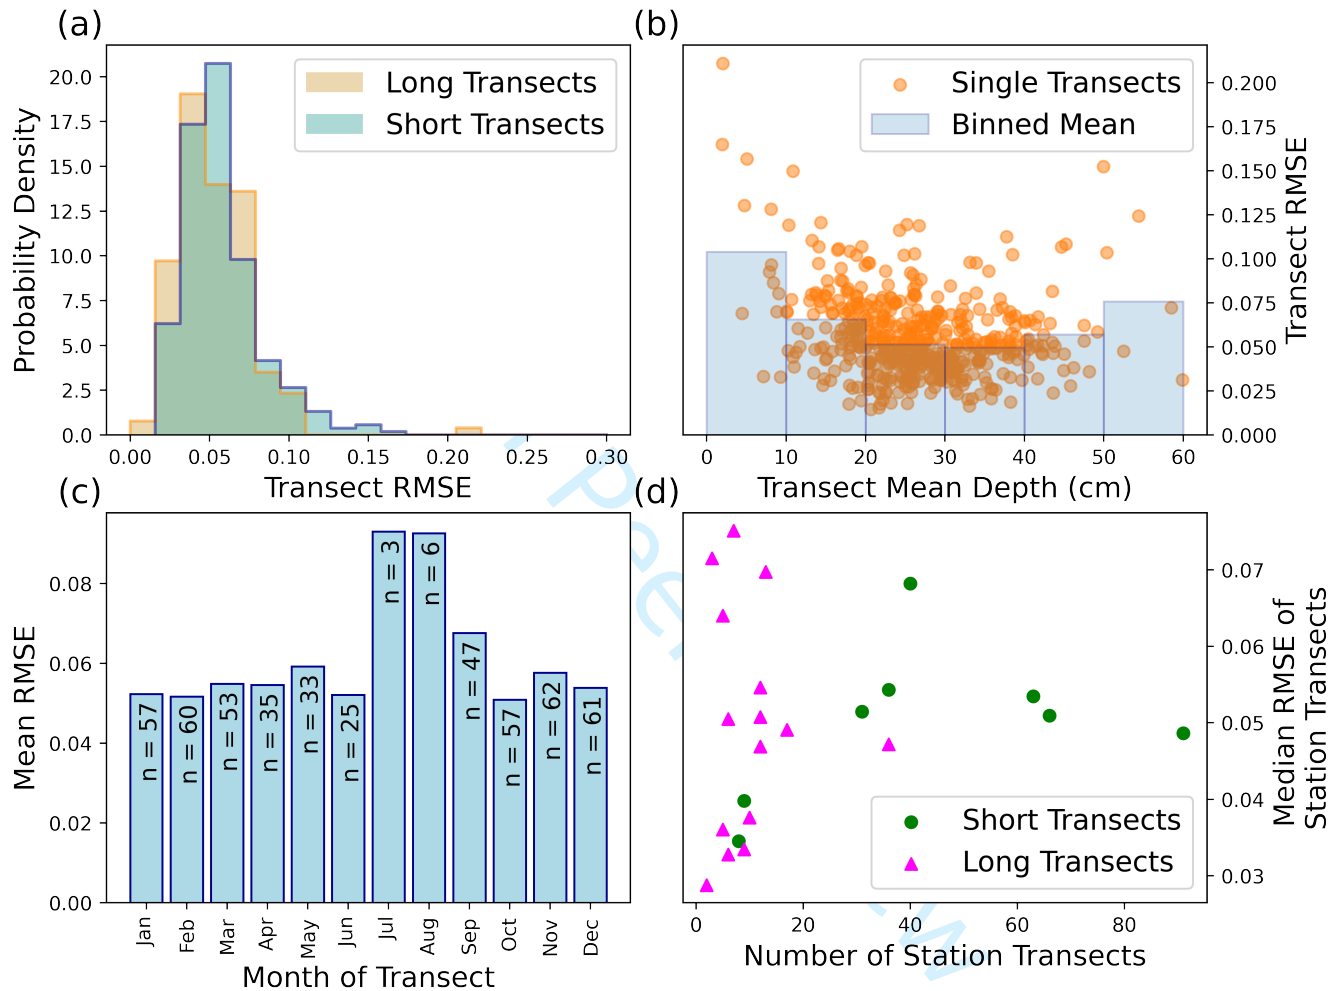 (a)
Probability Density
20.0
17.5
15.0
12.5
10.0
7.5
5.0
2.5
0.0
Long Transects
Short Transects
0.00 0.05 0.10 0.15 0.20 0.25 0.30
Transect RMSE
(b)
Single Transects
Binned Mean
0.200
0.175
0.150
0.125
0.100
0.075
0.050
0.025
0.000
Transect RMSE
0 10 20 30 40 50 60
Transect Mean Depth (cm)
(c)
Mean RMSE
0.08
0.06
0.04
0.02
0.00
n = 57
n = 60
n = 53
n = 35
n = 33
n = 25
n = 3
n = 6
n = 47
n = 57
n = 62
n = 61
Jan
Feb
Mar
Apr
May
Jun
Jul
Aug
Sep
Oct
Nov
Dec
Month of Transect
(d)
0.07
0.06
0.05
0.04
0.03
Median RMSE of
Station Transects
Short Transects
Long Transects
0 20 40 60 80
Number of Station Transects